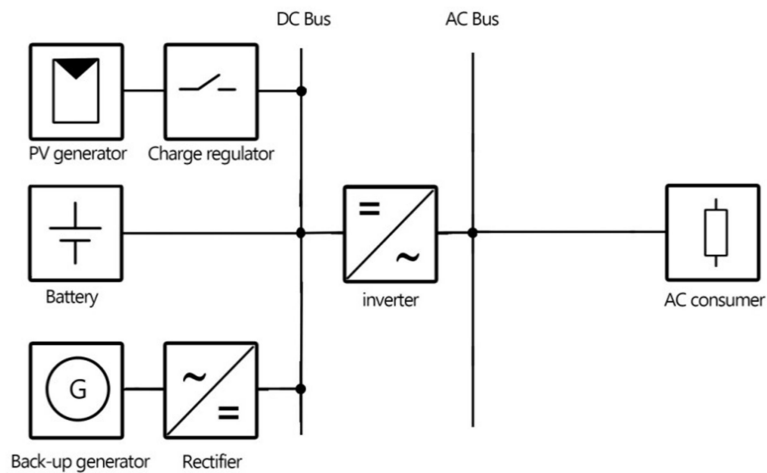 DC Bus
AC Bus
PV generator
Charge regulator
Battery
inverter
AC consumer
G
Back-up generator
Rectifier